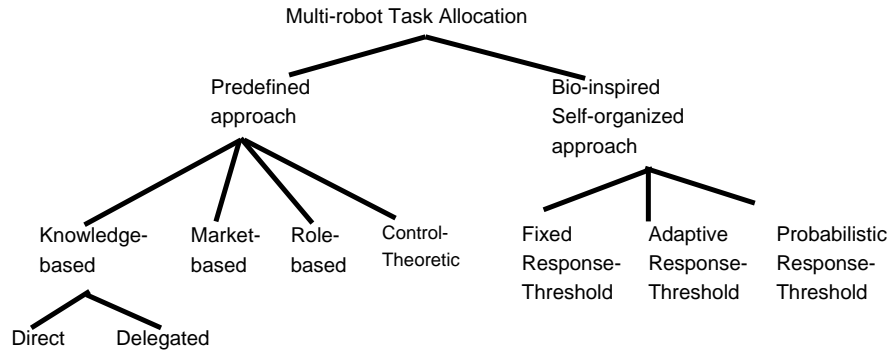 Multi-robot Task Allocation
Predefined
approach
Bio-inspired
Self-organized
approach
Knowledge-
based
Market-
based
Role-
based
Control-
Theoretic
Fixed
Response-
Threshold
Adaptive
Response-
Threshold
Probabilistic
Response-
Threshold
Direct
Delegated